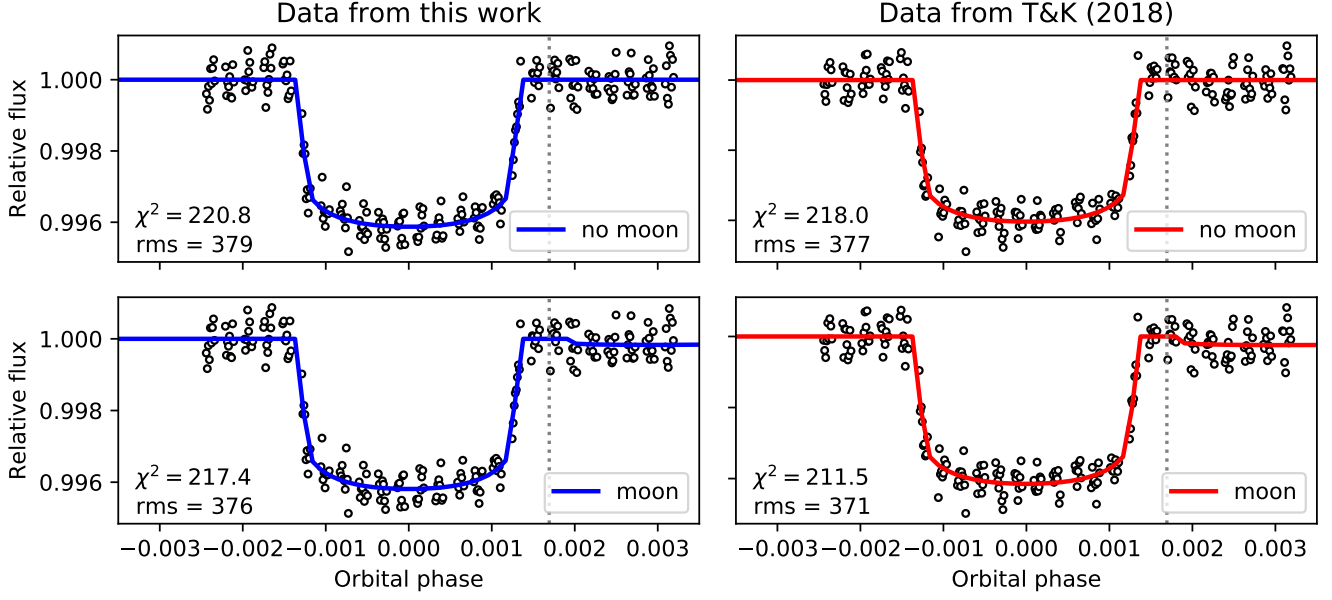 Data from this work
Data from T&K (2018)
Relative flux
1.000
0.998
0.996
χ² = 220.8
rms = 379
no moon
χ² = 218.0
rms = 377
no moon
Relative flux
1.000
0.998
0.996
χ² = 217.4
rms = 376
moon
χ² = 211.5
rms = 371
moon
−0.003 −0.002 −0.001 0.000 0.001 0.002 0.003
Orbital phase
−0.003 −0.002 −0.001 0.000 0.001 0.002 0.003
Orbital phase